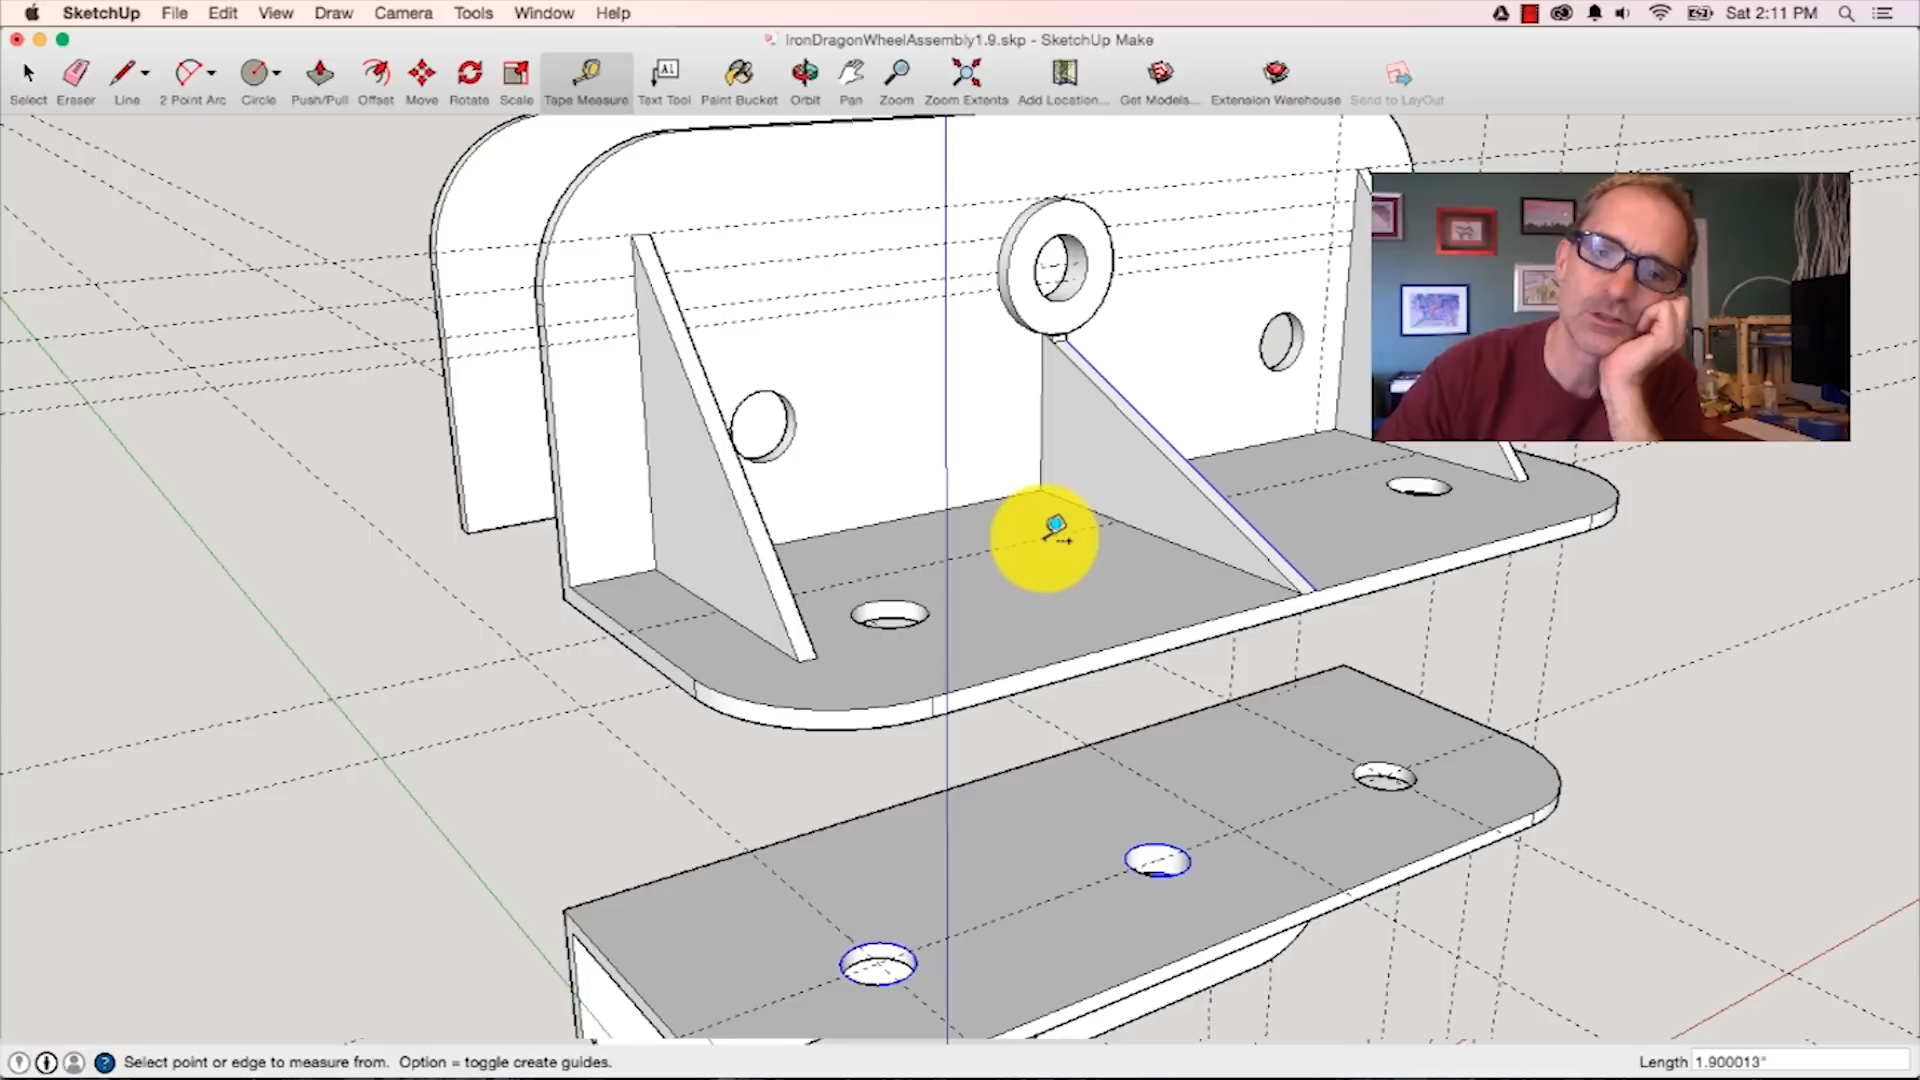 SketchUp File Edit View Draw Camera Tools Window Help Sat 2:11 PM
IronDragonWheelAssembly1.9.skp - SketchUp Make
A1
Select Eraser Line 2 Point Arc Circle Push/Pull Offset Move Rotate Scale Tape Measure Text Tool Paint Bucket Orbit Pan Zoom Zoom Extents Add Location... Get Models... Extension Warehouse Send to LayOut
? Select point or edge to measure from. Option = toggle create guides. Length 1.900013"